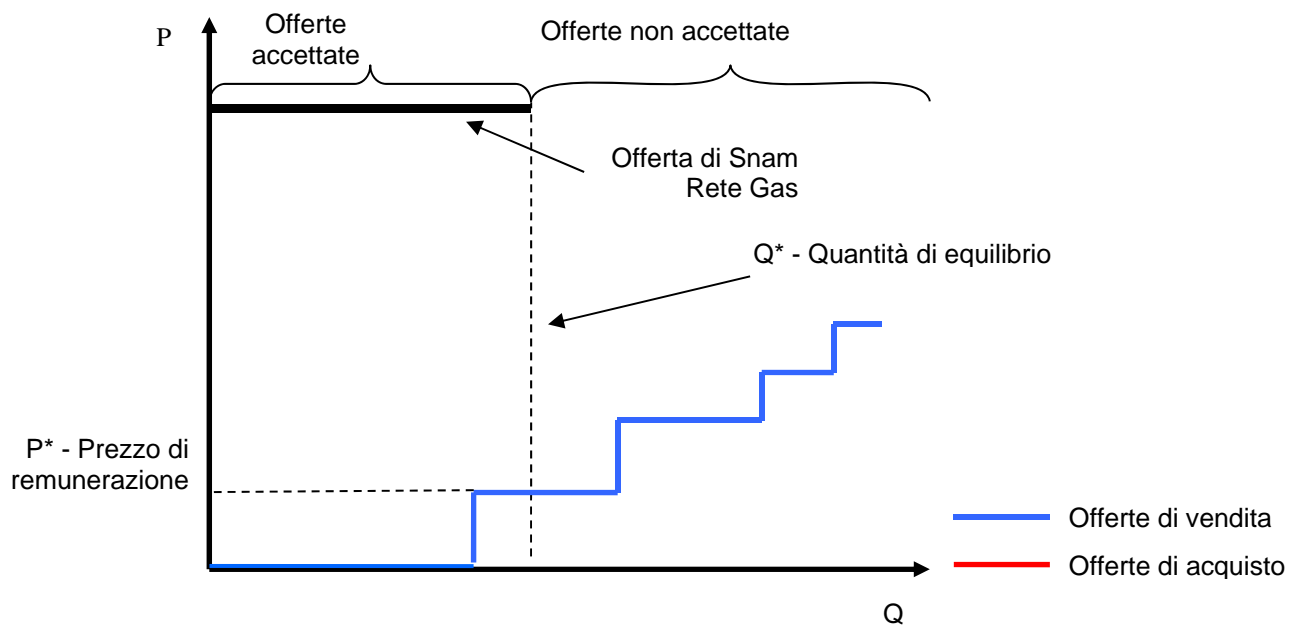 P
Offerte
accettate
Offerte non accettate
Offerta di Snam
Rete Gas
Q* - Quantità di equilibrio
P* - Prezzo di
remunerazione
Offerte di vendita
Offerte di acquisto
Q